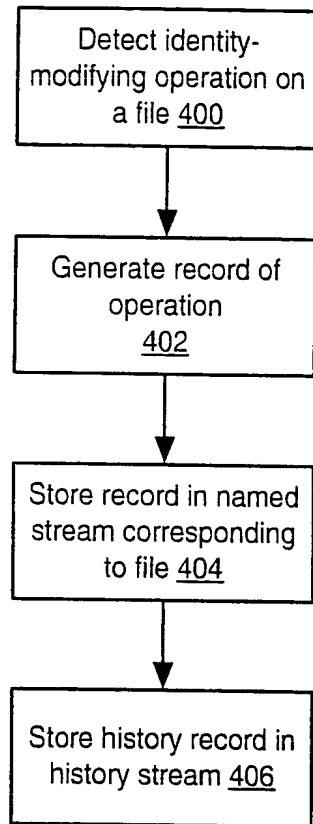 Detect identity-
modifying operation on
a file 400
Generate record of
operation
402
Store record in named
stream corresponding
to file 404
Store history record in
history stream 406